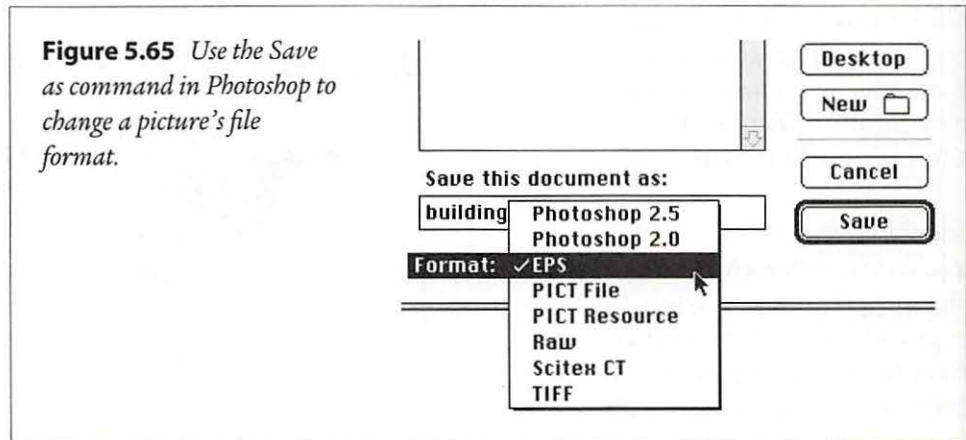 Figure 5.65 Use the Save
as command in Photoshop to
change a picture's file
format.
Desktop
New
Save this document as:
Cancel
building
Save
Photoshop 2.5
Photoshop 2.0
Format: ✓EPS
PICT File
PICT Resource
Raw
Scitex CT
TIFF